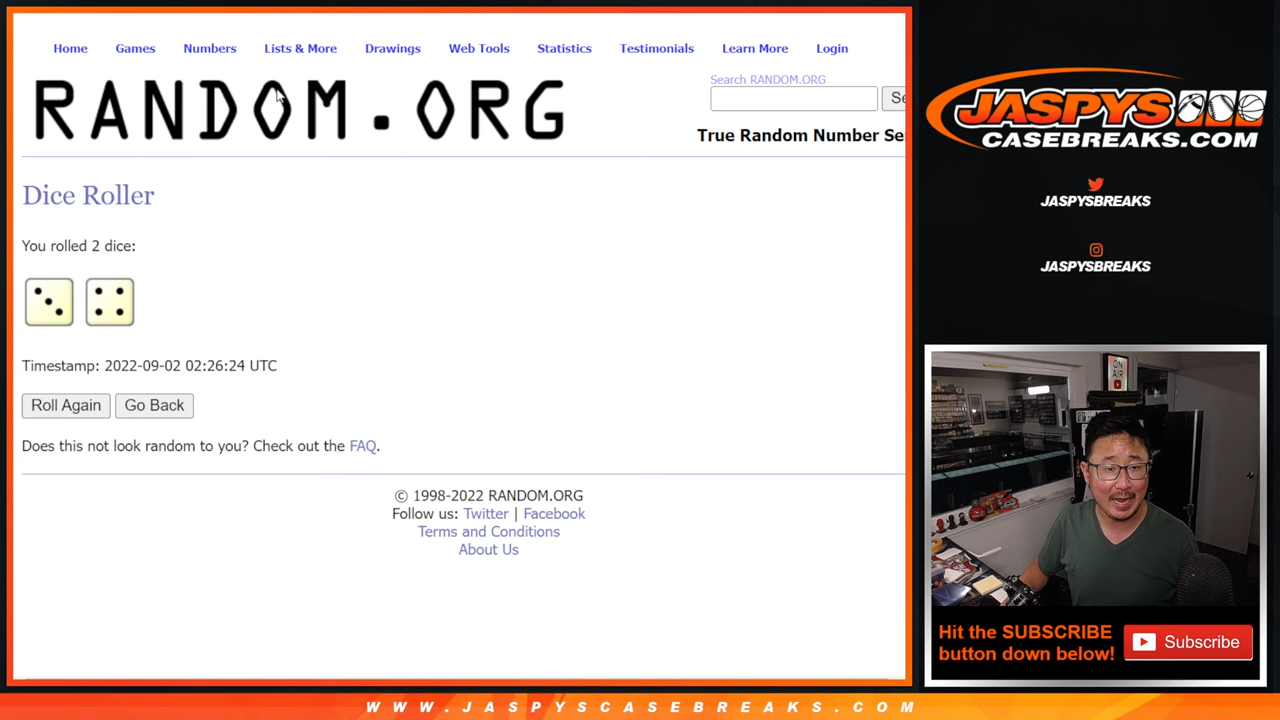 Home Games Numbers Lists & More Drawings Web Tools Statistics Testimonials Learn More Login
RANDOM.ORG
Search RANDOM.ORG
Se
True Random Number Se
Dice Roller
You rolled 2 dice:
Timestamp: 2022-09-02 02:26:24 UTC
Roll Again Go Back
Does this not look random to you? Check out the FAQ.
© 1998-2022 RANDOM.ORG
Follow us: Twitter | Facebook
Terms and Conditions
About Us
JASPYS
CASEBREAKS.COM
JASPYSBREAKS
JASPYSBREAKS
ON
AIR
Hit the SUBSCRIBE
button down below!
Subscribe
WWW.JASPYSCASEBREAKS.COM